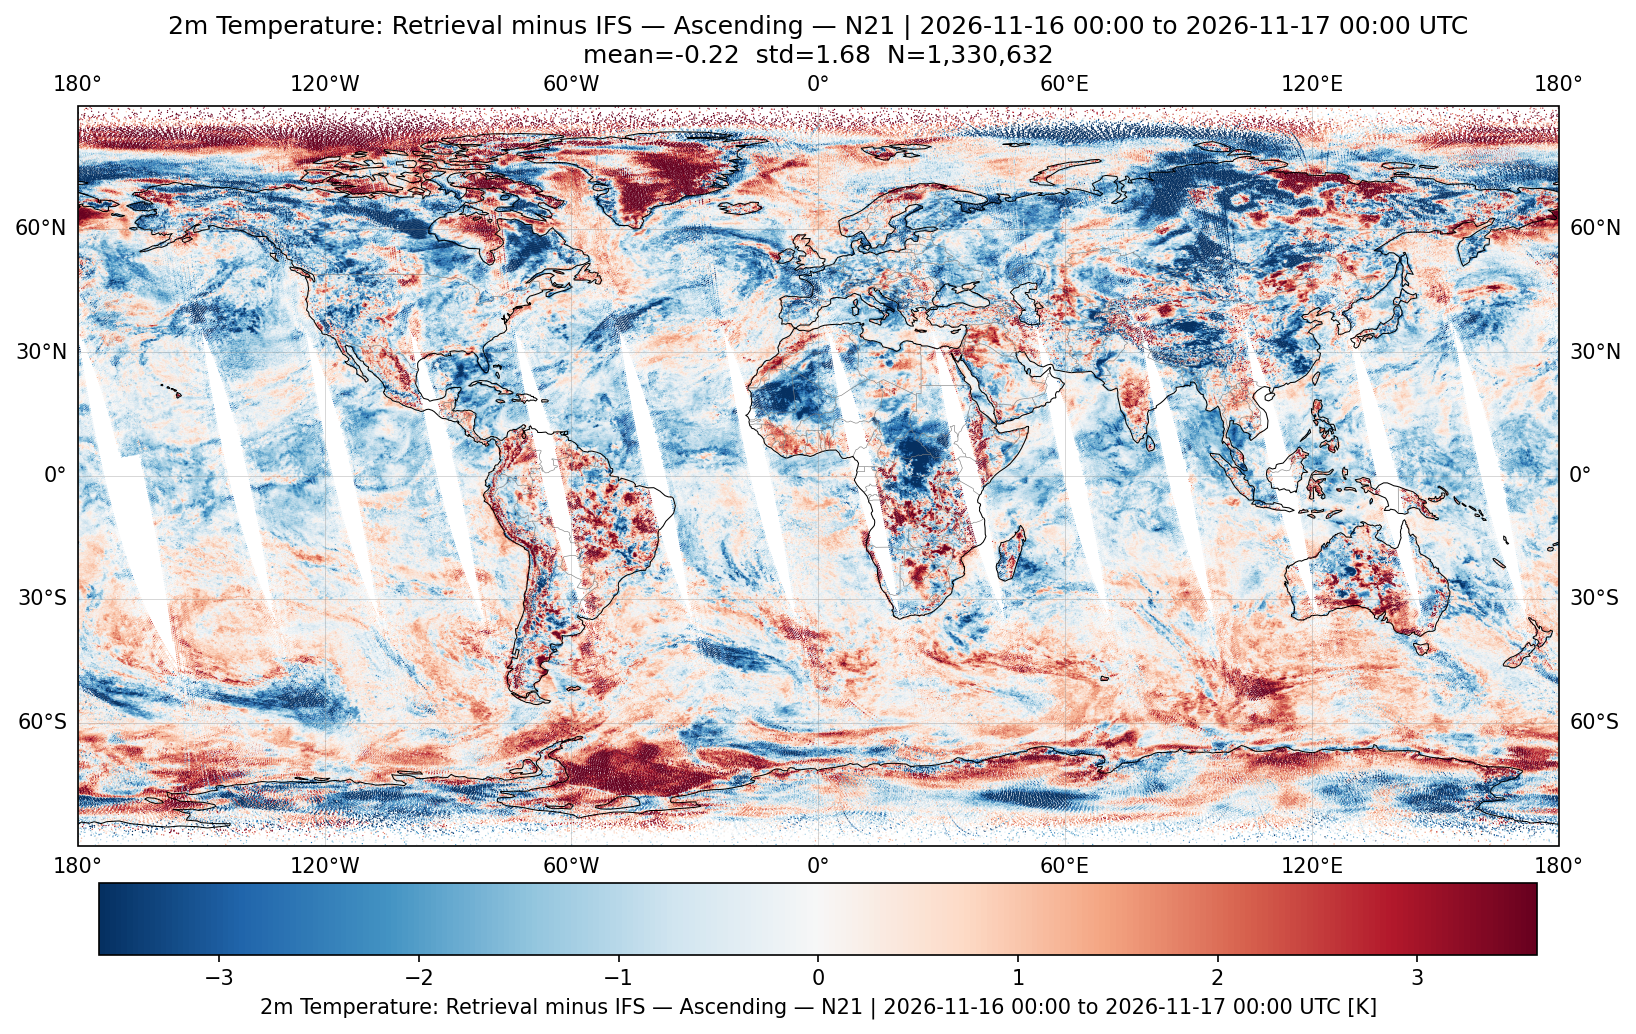 2m Temperature: Retrieval minus IFS — Ascending — N21 | 2026-11-16 00:00 to 2026-11-17 00:00 UTC
mean=-0.22 std=1.68 N=1,330,632
180° 120°W 60°W 0° 60°E 120°E 180°
60°N 60°N
30°N 30°N
0° 0°
30°S 30°S
60°S 60°S
180° 120°W 60°W 0° 60°E 120°E 180°
−3 −2 −1 0 1 2 3
2m Temperature: Retrieval minus IFS — Ascending — N21 | 2026-11-16 00:00 to 2026-11-17 00:00 UTC [K]